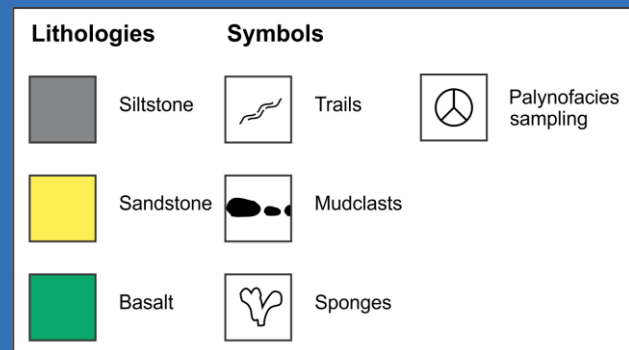 Lithologies
Symbols
Siltstone
Trails
Palynofacies
sampling
Sandstone
Mudclasts
Basalt
Sponges